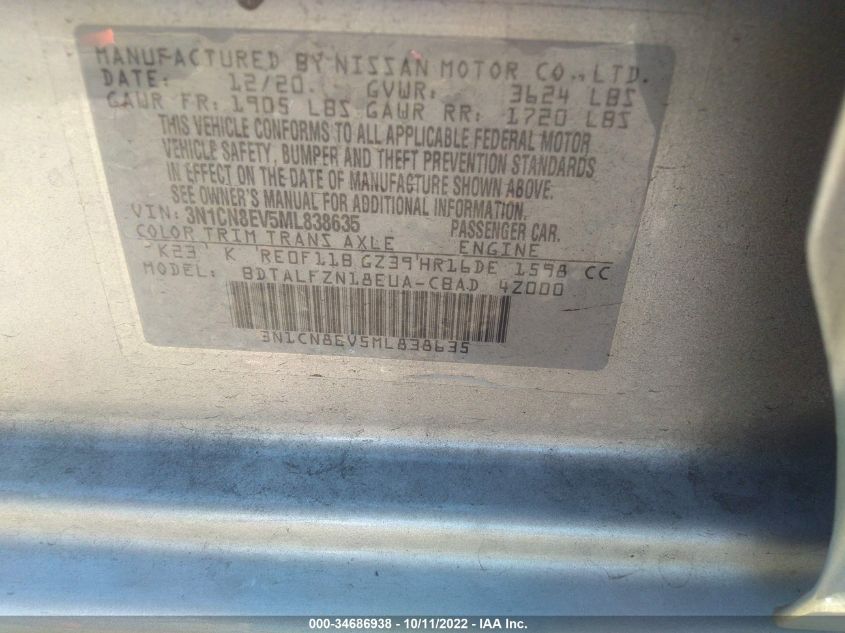 MANUFACTURED BY NISSAN MOTOR CO., LTD.
DATE: 12/20. GVWR: 3624 LBS
GAWR FR: 1905 LBS GAWR RR: 1720 LBS
THIS VEHICLE CONFORMS TO ALL APPLICABLE FEDERAL MOTOR
VEHICLE SAFETY, BUMPER AND THEFT PREVENTION STANDARDS
IN EFFECT ON THE DATE OF MANUFACTURE SHOWN ABOVE.
SEE OWNER'S MANUAL FOR ADDITIONAL INFORMATION.
VIN: 3N1CN8EV5ML838635 PASSENGER CAR.
COLOR TRIM TRANS AXLE ENGINE
K23 K RE0F11B GZ39 HR16DE 1598 CC
MODEL: BDTALFZN18EUA-CBAD 4Z000
3N1CN8EV5ML838635
000-34686938 - 10/11/2022 - IAA Inc.